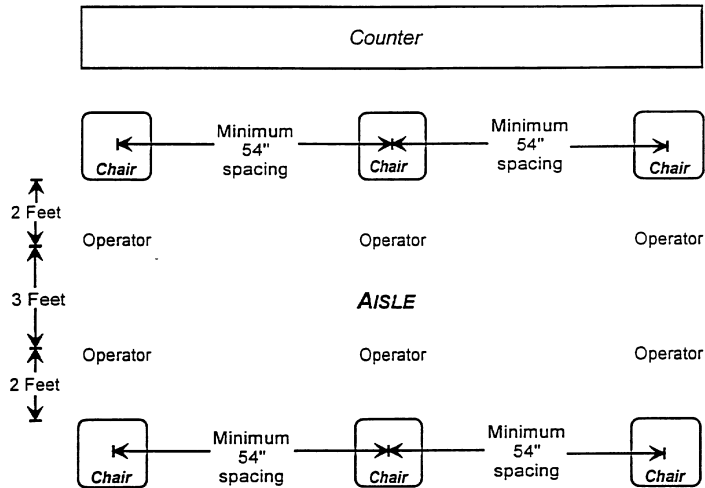 Counter
Minimum
54"
spacing
Minimum
54"
spacing
Chair
Chair
Chair
2 Feet
Operator
Operator
Operator
3 Feet
AISLE
Operator
Operator
Operator
2 Feet
Minimum
54"
spacing
Minimum
54"
spacing
Chair
Chair
Chair